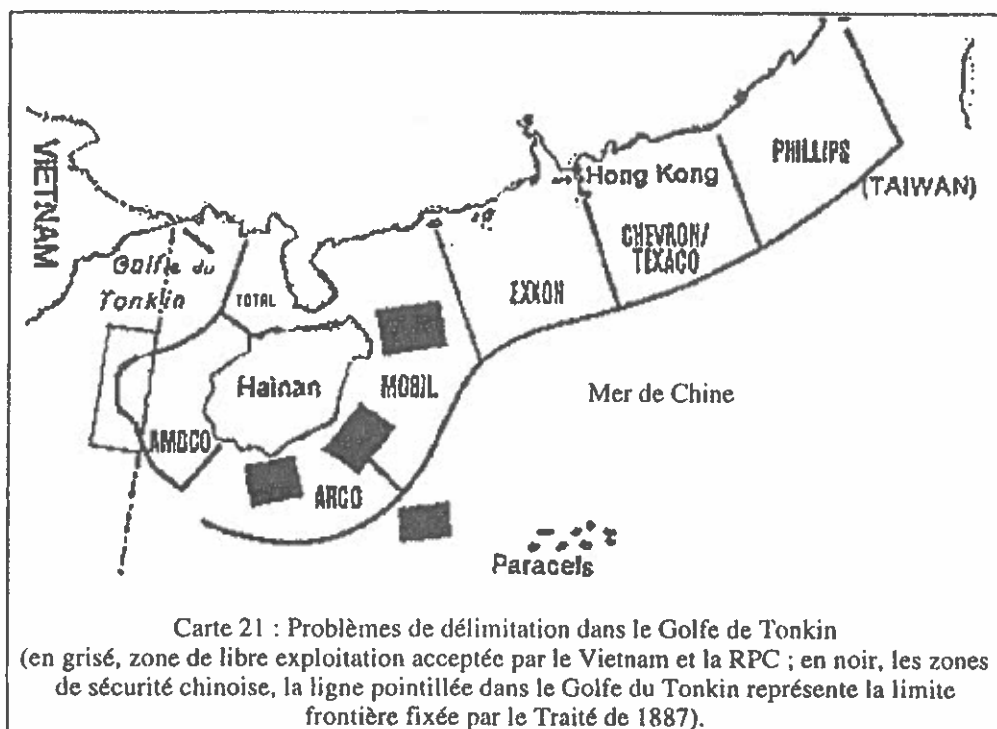 PHILLIPS
VIETNAM
Hong Kong
(TAIWAN)
CHEVRON/
TEXACO
Golfe du
Tonkin
TOTAL
EXXON
Hainan
MOBIL
Mer de Chine
AMOCO
ARCO
Paracels
Carte 21 : Problèmes de délimitation dans le Golfe de Tonkin
(en grisé, zone de libre exploitation acceptée par le Vietnam et la RPC ; en noir, les zones
de sécurité chinoise, la ligne pointillée dans le Golfe du Tonkin représente la limite
frontière fixée par le Traité de 1887).